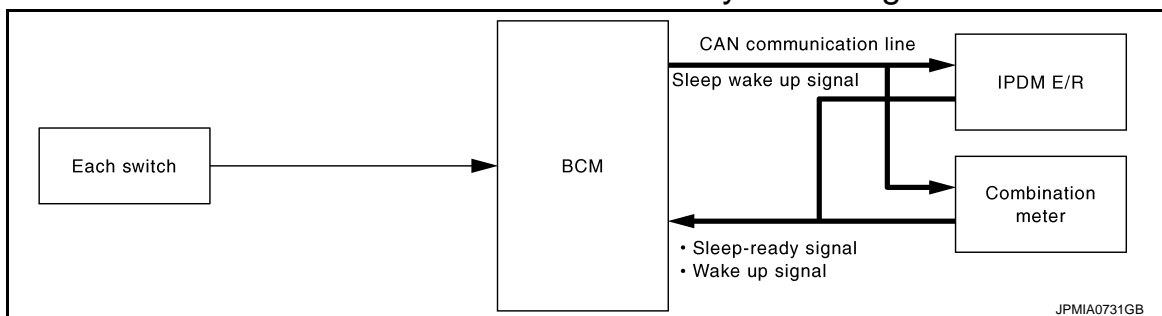 CAN communication line
Sleep wake up signal
IPDM E/R
Each switch
BCM
Combination
meter
• Sleep-ready signal
• Wake up signal
JPMIA0731GB